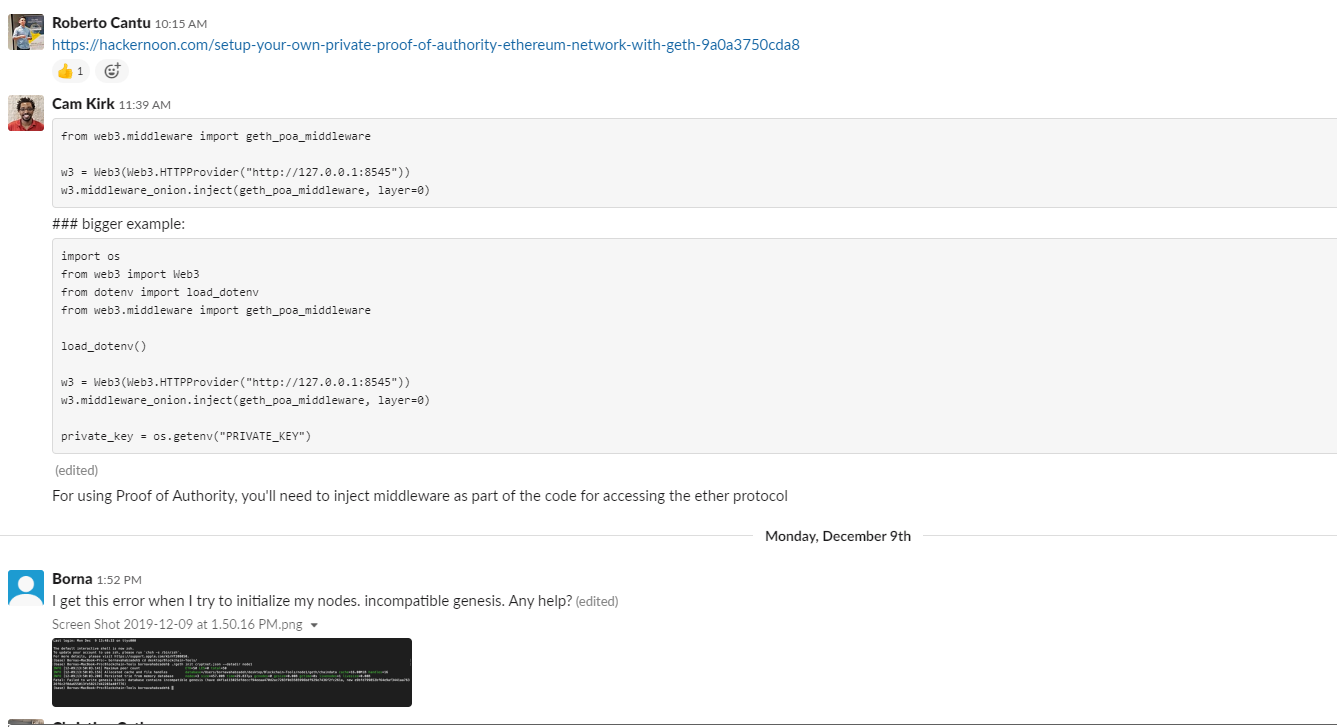 Roberto Cantu 10:15 AM
https://hackernoon.com/setup-your-own-private-proof-of-authority-ethereum-network-with-geth-9a0a3750cda8
👍 1
Cam Kirk 11:39 AM
from web3.middleware import geth_poa_middleware
w3 = Web3(Web3.HTTPProvider("http://127.0.0.1:8545"))
w3.middleware_onion.inject(geth_poa_middleware, layer=0)
### bigger example:
import os
from web3 import Web3
from dotenv import load_dotenv
from web3.middleware import geth_poa_middleware
load_dotenv()
w3 = Web3(Web3.HTTPProvider("http://127.0.0.1:8545"))
w3.middleware_onion.inject(geth_poa_middleware, layer=0)
private_key = os.getenv("PRIVATE_KEY")
(edited)
For using Proof of Authority, you'll need to inject middleware as part of the code for accessing the ether protocol
Monday, December 9th
Borna 1:52 PM
I get this error when I try to initialize my nodes. incompatible genesis. Any help? (edited)
Screen Shot 2019-12-09 at 1.50.16 PM.png
The default interactive shell is now zsh.